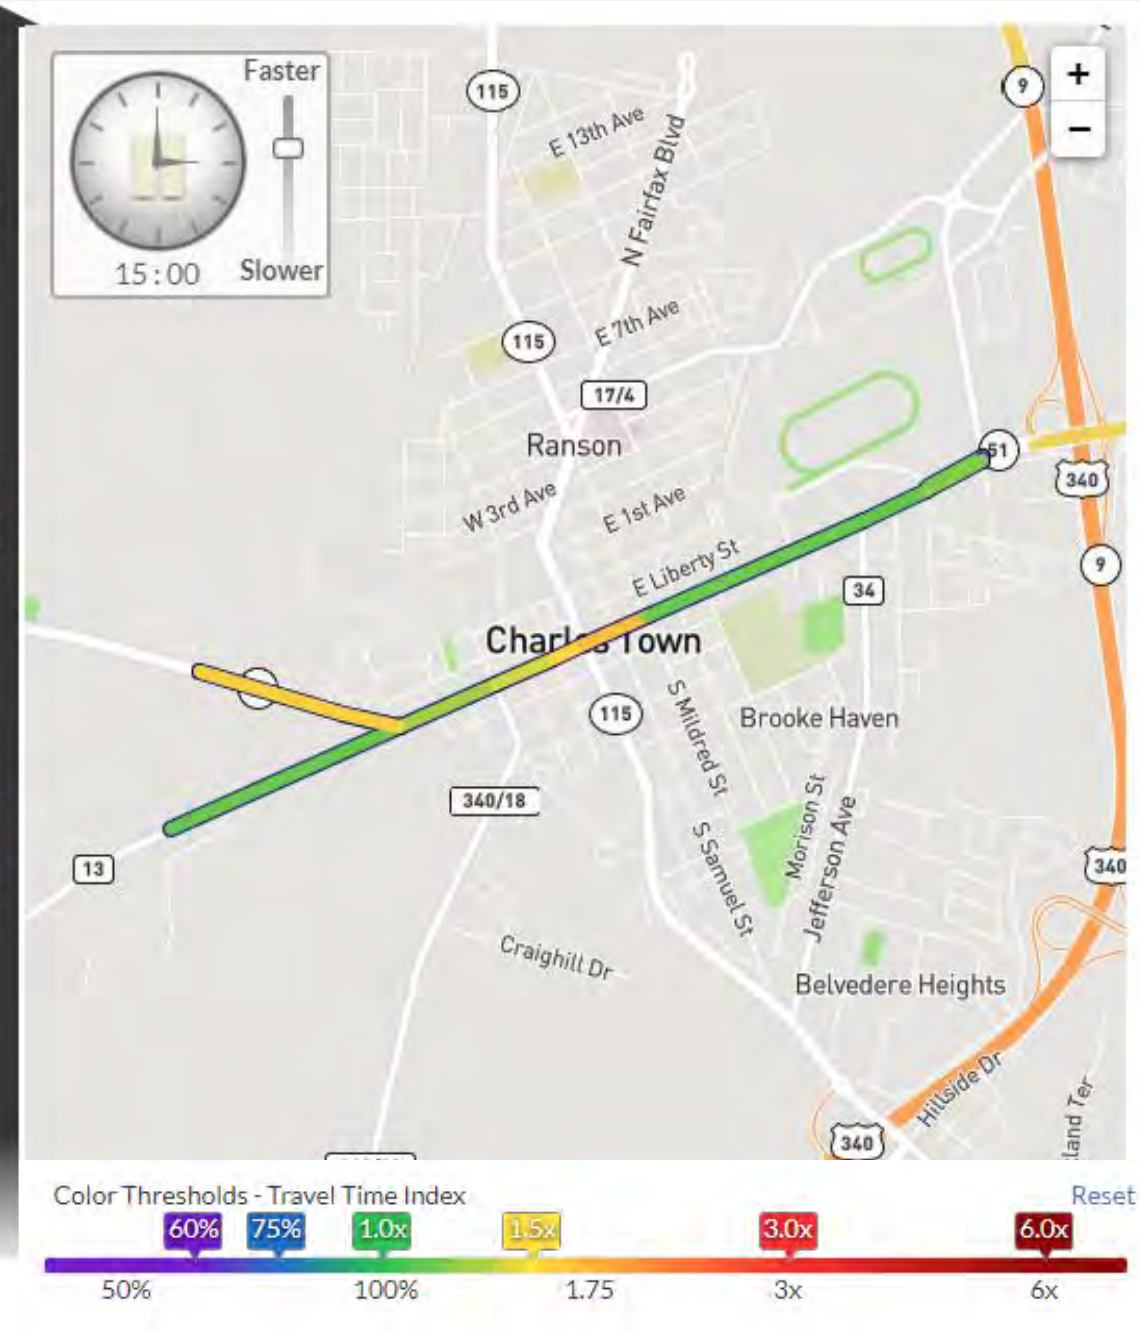 Faster
Slower
15:00
+
−
115
9
E 13th Ave
N Fairfax Blvd
E 7th Ave
115
17/4
Ranson
W 3rd Ave
E 1st Ave
51
340
9
E Liberty St
34
Charles Town
115
S Mildred St
Brooke Haven
340/18
Morison St
Jefferson Ave
S Samuel St
13
340
Craighill Dr
Belvedere Heights
Hillside Dr
land Ter
340
Color Thresholds - Travel Time Index
Reset
60% 75% 1.0x 1.5x 3.0x 6.0x
50% 100% 1.75 3x 6x